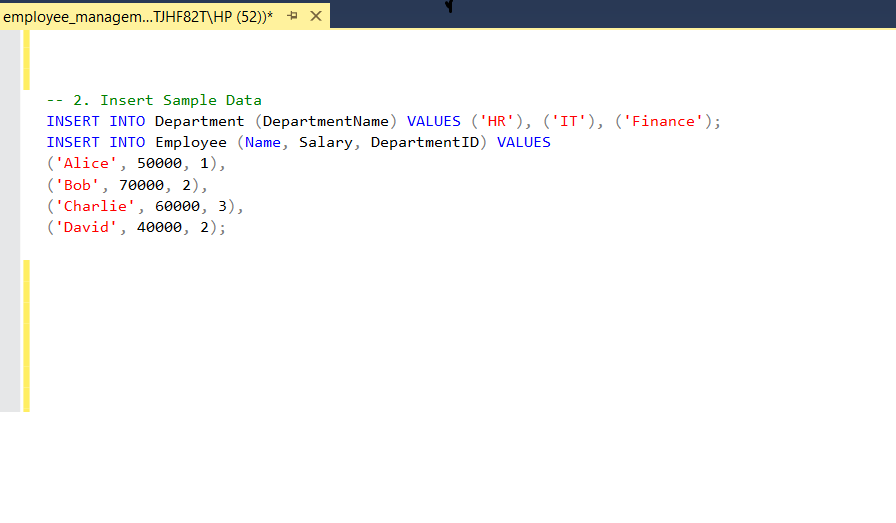 employee_managem...TJHF82T\HP (52))*
-- 2. Insert Sample Data
INSERT INTO Department (DepartmentName) VALUES ('HR'), ('IT'), ('Finance');
INSERT INTO Employee (Name, Salary, DepartmentID) VALUES
('Alice', 50000, 1),
('Bob', 70000, 2),
('Charlie', 60000, 3),
('David', 40000, 2);